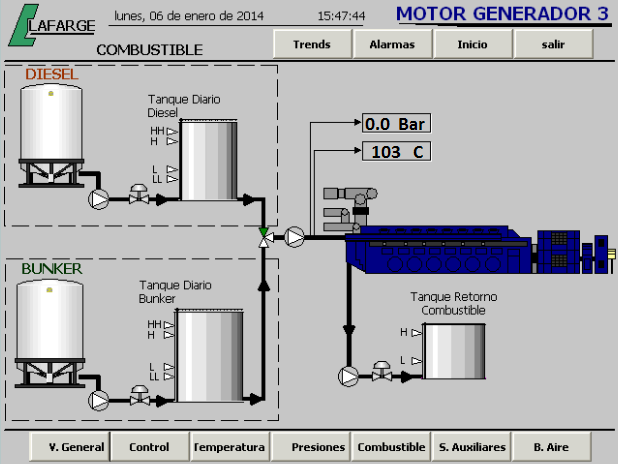 LAFARGE
lunes, 06 de enero de 2014
15:47:44
MOTOR GENERADOR 3
COMBUSTIBLE
Trends
Alarmas
Inicio
salir
DIESEL
Tanque Diario
Diesel
HH
H
L
LL
0.0 Bar
103 C
BUNKER
Tanque Diario
Bunker
HH
H
L
LL
Tanque Retorno
Combustible
H
L
V. General
Control
Temperatura
Presiones
Combustible
S. Auxiliares
B. Aire